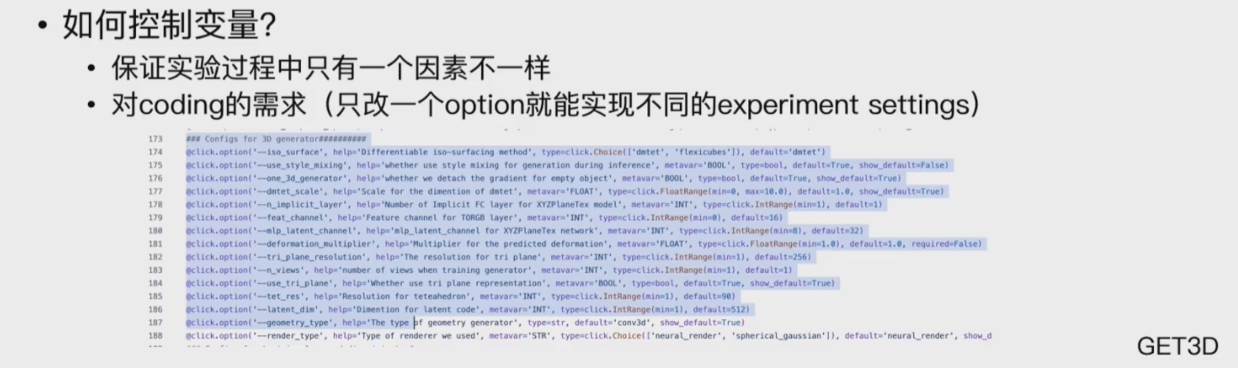 • 如何控制变量?
• 保证实验过程中只有一个因素不一样
• 对coding的需求（只改一个option就能实现不同的experiment settings）
173 ### Configs for 3D generator##########
174 @click.option('--iso_surface', help='Differentiable iso-surfacing method', type=click.Choice(['dmtet', 'flexicubes']), default='dmtet')
175 @click.option('--use_style_mixing', help='whether use style mixing for generation during inference', metavar='BOOL', type=bool, default=True, show_default=False)
176 @click.option('--one_3d_generator', help='whether we detach the gradient for empty object', metavar='BOOL', type=bool, default=True, show_default=True)
177 @click.option('--dmtet_scale', help='Scale for the dimention of dmtet', metavar='FLOAT', type=click.FloatRange(min=0, max=10.0), default=1.0, show_default=True)
178 @click.option('--n_implicit_layer', help='Number of Implicit FC layer for XYZPlaneTex model', metavar='INT', type=click.IntRange(min=1), default=1)
179 @click.option('--feat_channel', help='Feature channel for TORGB layer', metavar='INT', type=click.IntRange(min=0), default=16)
180 @click.option('--mlp_latent_channel', help='mlp_latent_channel for XYZPlaneTex network', metavar='INT', type=click.IntRange(min=8), default=32)
181 @click.option('--deformation_multiplier', help='Multiplier for the predicted deformation', metavar='FLOAT', type=click.FloatRange(min=1.0), default=1.0, required=False)
182 @click.option('--tri_plane_resolution', help='The resolution for tri plane', metavar='INT', type=click.IntRange(min=1), default=256)
183 @click.option('--n_views', help='number of views when training generator', metavar='INT', type=click.IntRange(min=1), default=1)
184 @click.option('--use_tri_plane', help='Whether use tri plane representation', metavar='BOOL', type=bool, default=True, show_default=True)
185 @click.option('--tet_res', help='Resolution for teteahedron', metavar='INT', type=click.IntRange(min=1), default=90)
186 @click.option('--latent_dim', help='Dimention for latent code', metavar='INT', type=click.IntRange(min=1), default=512)
187 @click.option('--geometry_type', help='The type of geometry generator', type=str, default='conv3d', show_default=True)
188 @click.option('--render_type', help='Type of renderer we used', metavar='STR', type=click.Choice(['neural_render', 'spherical_gaussian']), default='neural_render', show_d
GET3D